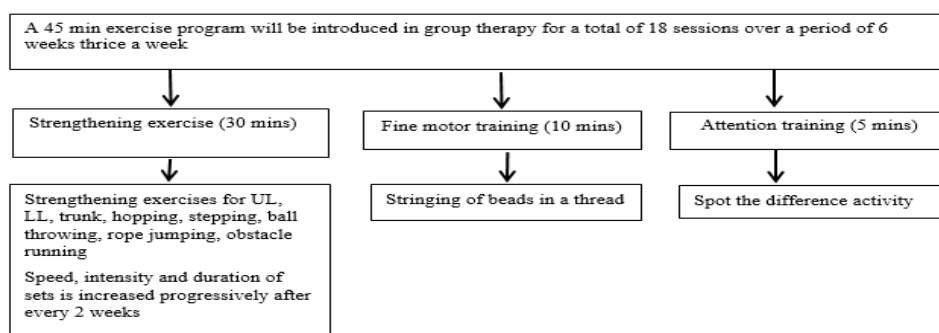 A 45 min exercise program will be introduced in group therapy for a total of 18 sessions over a period of 6
weeks thrice a week
Strengthening exercise (30 mins)
Fine motor training (10 mins)
Attention training (5 mins)
Strengthening exercises for UL,
LL, trunk, hopping, stepping, ball
throwing, rope jumping, obstacle
running
Speed, intensity and duration of
sets is increased progressively after
every 2 weeks
Stringing of beads in a thread
Spot the difference activity